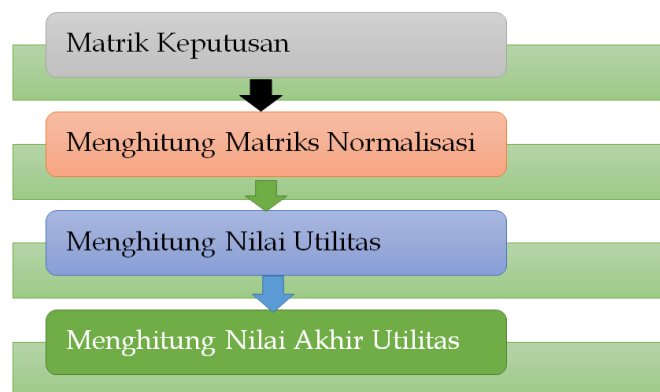 Matrik Keputusan
Menghitung Matriks Normalisasi
Menghitung Nilai Utilitas
Menghitung Nilai Akhir Utilitas